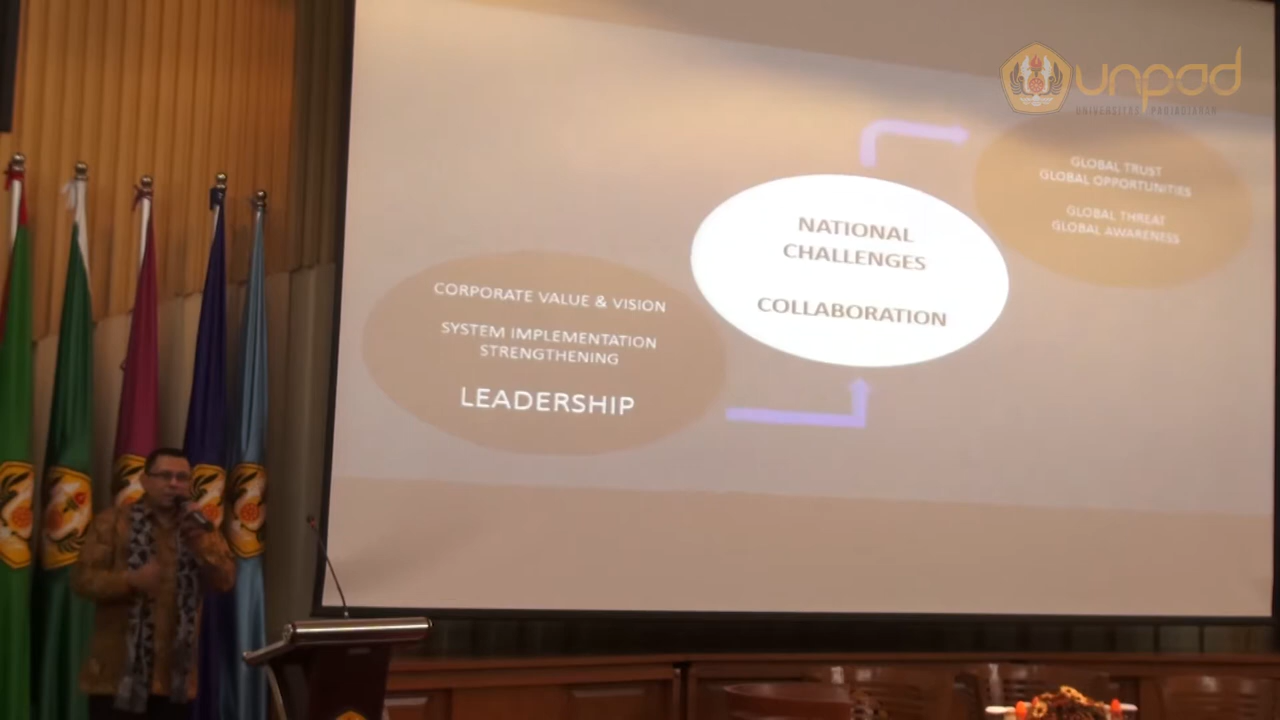 unpad
UNIVERSITAS PADJADJARAN
GLOBAL TRUST
GLOBAL OPPORTUNITIES
GLOBAL THREAT
GLOBAL AWARENESS
NATIONAL
CHALLENGES
COLLABORATION
CORPORATE VALUE & VISION
SYSTEM IMPLEMENTATION
STRENGTHENING
LEADERSHIP